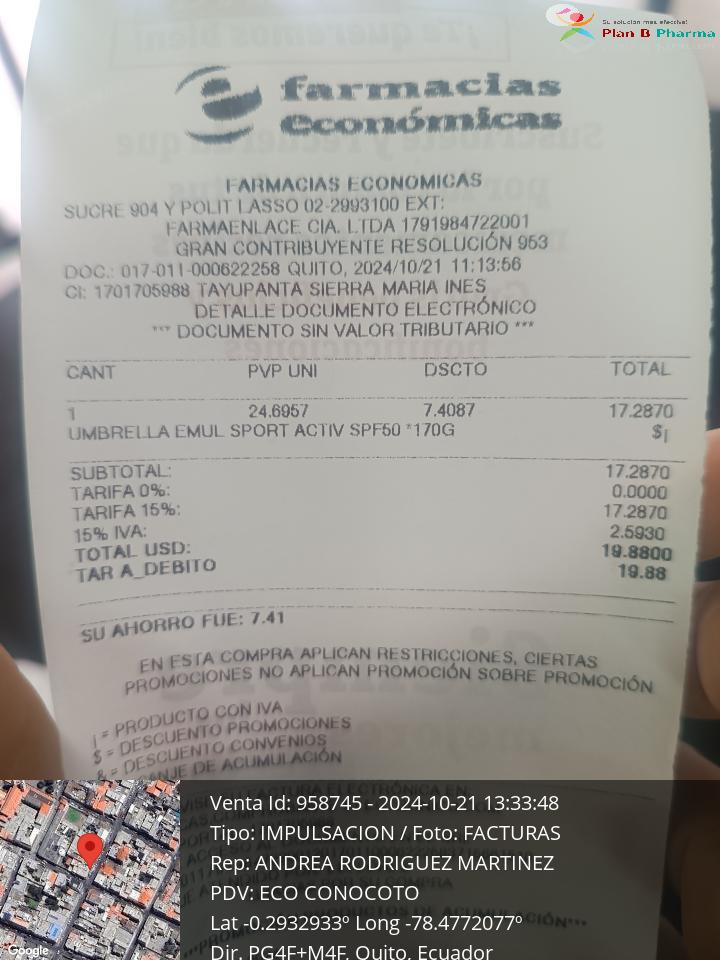 Su solución más efectiva!
Plan B Pharma
farmacias
económicas
FARMACIAS ECONOMICAS
SUCRE 904 Y POLIT LASSO 02-2993100 EXT:
FARMAENLACE CIA. LTDA 1791984722001
GRAN CONTRIBUYENTE RESOLUCIÓN 953
DOC.: 017-011-000622258 QUITO, 2024/10/21 11:13:56
CI: 1701705988 TAYUPANTA SIERRA MARIA INES
DETALLE DOCUMENTO ELECTRÓNICO
*** DOCUMENTO SIN VALOR TRIBUTARIO ***
CANT PVP UNI DSCTO TOTAL
1 24.6957 7.4087 17.2870
UMBRELLA EMUL SPORT ACTIV SPF50 *170G $¡
SUBTOTAL: 17.2870
TARIFA 0%: 0.0000
TARIFA 15%: 17.2870
15% IVA: 2.5930
TOTAL USD: 19.8800
TAR A_DEBITO 19.88
SU AHORRO FUE: 7.41
EN ESTA COMPRA APLICAN RESTRICCIONES, CIERTAS
PROMOCIONES NO APLICAN PROMOCIÓN SOBRE PROMOCIÓN
¡ = PRODUCTO CON IVA
$ = DESCUENTO PROMOCIONES
& = DESCUENTO CONVENIOS
DE ACUMULACIÓN
Venta Id: 958745 - 2024-10-21 13:33:48
Tipo: IMPULSACION / Foto: FACTURAS
Rep: ANDREA RODRIGUEZ MARTINEZ
PDV: ECO CONOCOTO
Lat -0.2932933º Long -78.4772077º
Dir. PG4F+M4F, Quito, Ecuador
Google